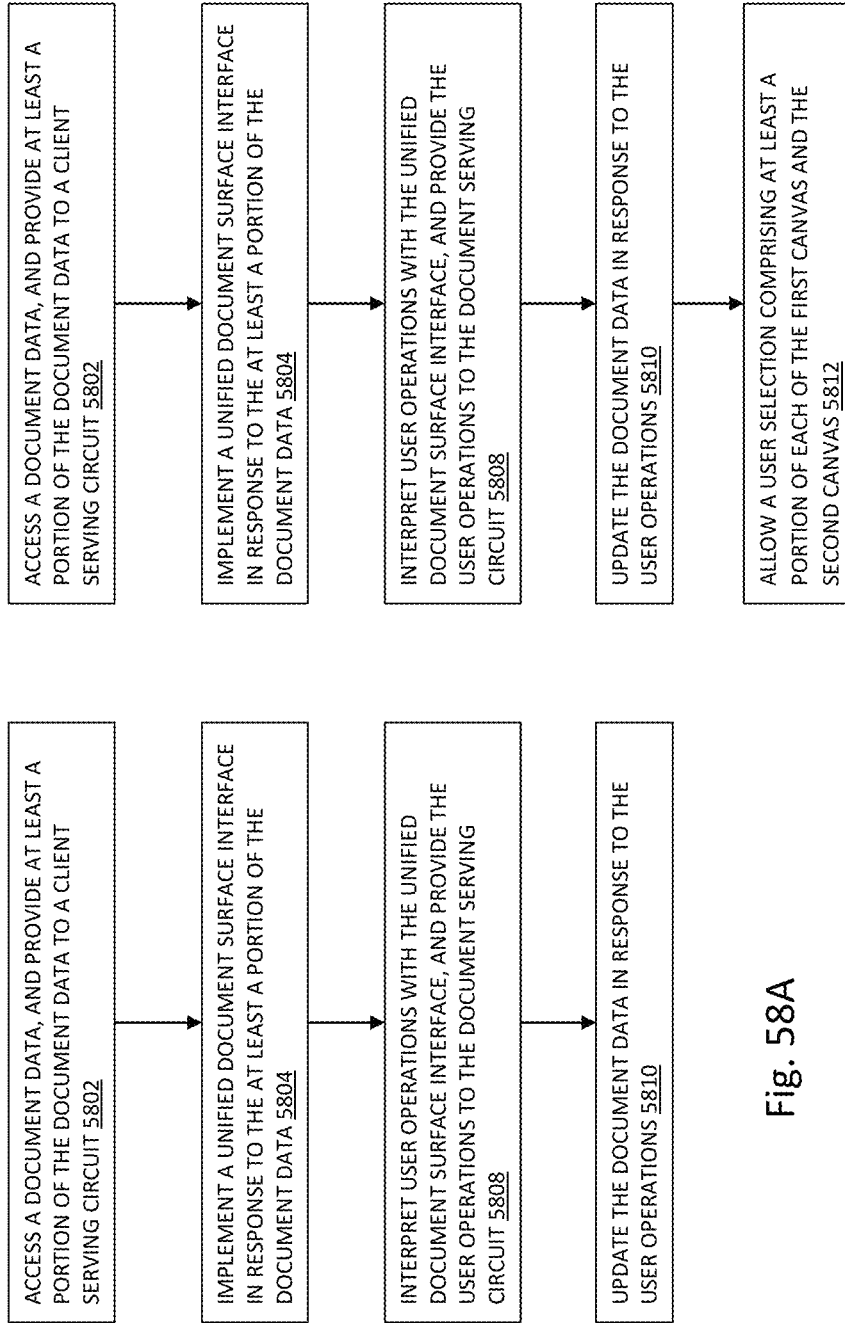 ACCESS A DOCUMENT DATA, AND PROVIDE AT LEAST A
PORTION OF THE DOCUMENT DATA TO A CLIENT
SERVING CIRCUIT 5802
IMPLEMENT A UNIFIED DOCUMENT SURFACE INTERFACE
IN RESPONSE TO THE AT LEAST A PORTION OF THE
DOCUMENT DATA 5804
INTERPRET USER OPERATIONS WITH THE UNIFIED
DOCUMENT SURFACE INTERFACE, AND PROVIDE THE
USER OPERATIONS TO THE DOCUMENT SERVING
CIRCUIT 5808
UPDATE THE DOCUMENT DATA IN RESPONSE TO THE
USER OPERATIONS 5810
Fig. 58A
ACCESS A DOCUMENT DATA, AND PROVIDE AT LEAST A
PORTION OF THE DOCUMENT DATA TO A CLIENT
SERVING CIRCUIT 5802
IMPLEMENT A UNIFIED DOCUMENT SURFACE INTERFACE
IN RESPONSE TO THE AT LEAST A PORTION OF THE
DOCUMENT DATA 5804
INTERPRET USER OPERATIONS WITH THE UNIFIED
DOCUMENT SURFACE INTERFACE, AND PROVIDE THE
USER OPERATIONS TO THE DOCUMENT SERVING
CIRCUIT 5808
UPDATE THE DOCUMENT DATA IN RESPONSE TO THE
USER OPERATIONS 5810
ALLOW A USER SELECTION COMPRISING AT LEAST A
PORTION OF EACH OF THE FIRST CANVAS AND THE
SECOND CANVAS 5812